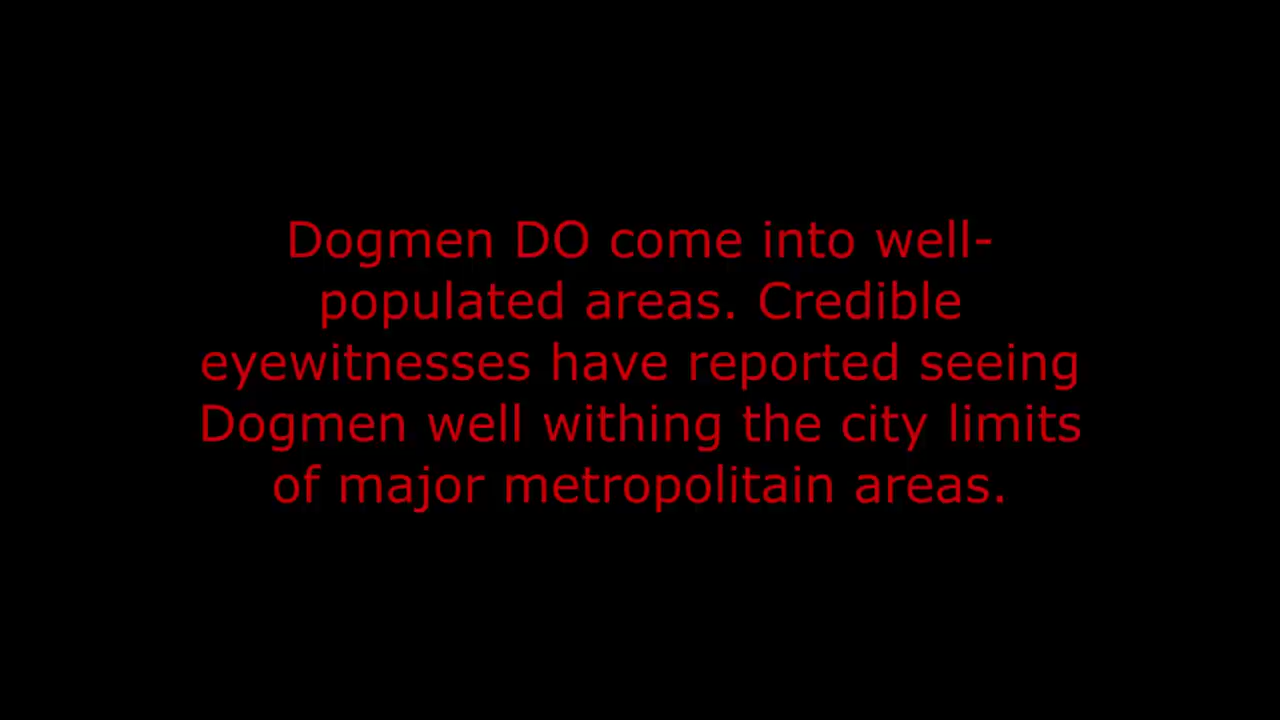 Dogmen DO come into well-
populated areas. Credible
eyewitnesses have reported seeing
Dogmen well withing the city limits
of major metropolitain areas.